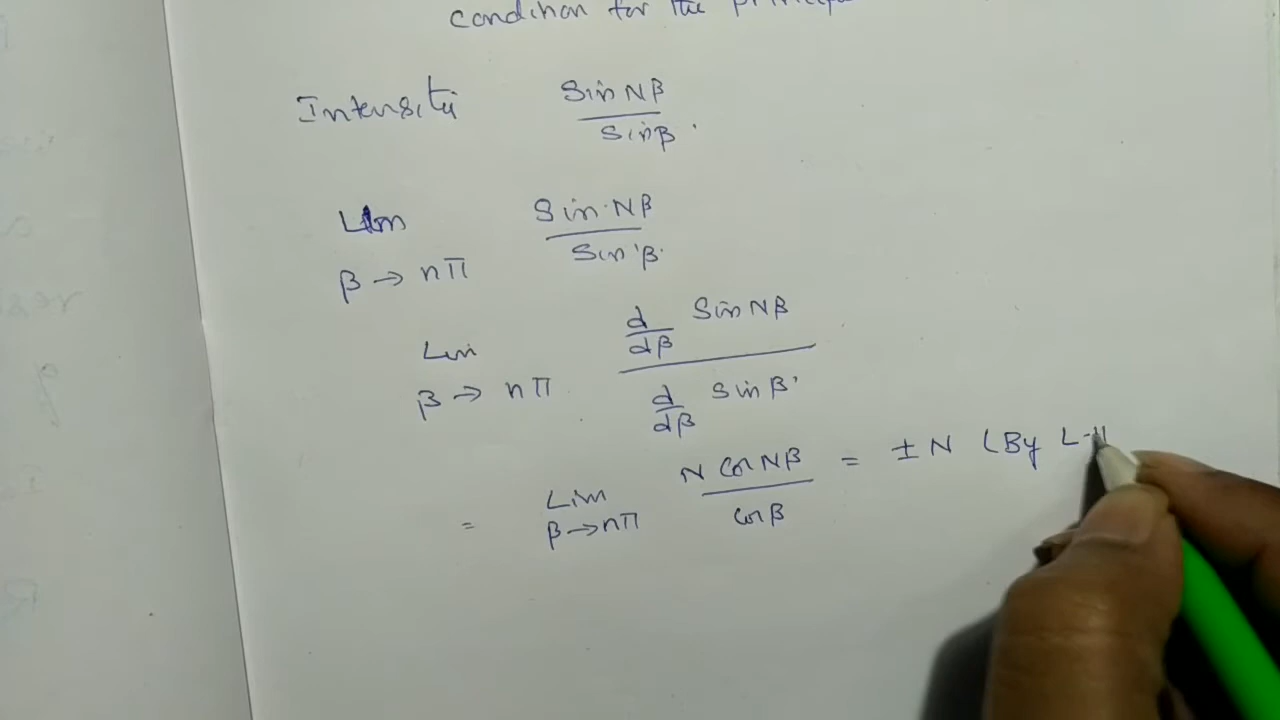 Condition for the
Intensity Sin Nβ
Sinβ.
Lim Sin Nβ
β → nπ Sin β.
d/dβ Sin Nβ
Lim
β → nπ d/dβ Sin β
N Cos Nβ = ± N (By L-H
= Lim
β → nπ Cos β